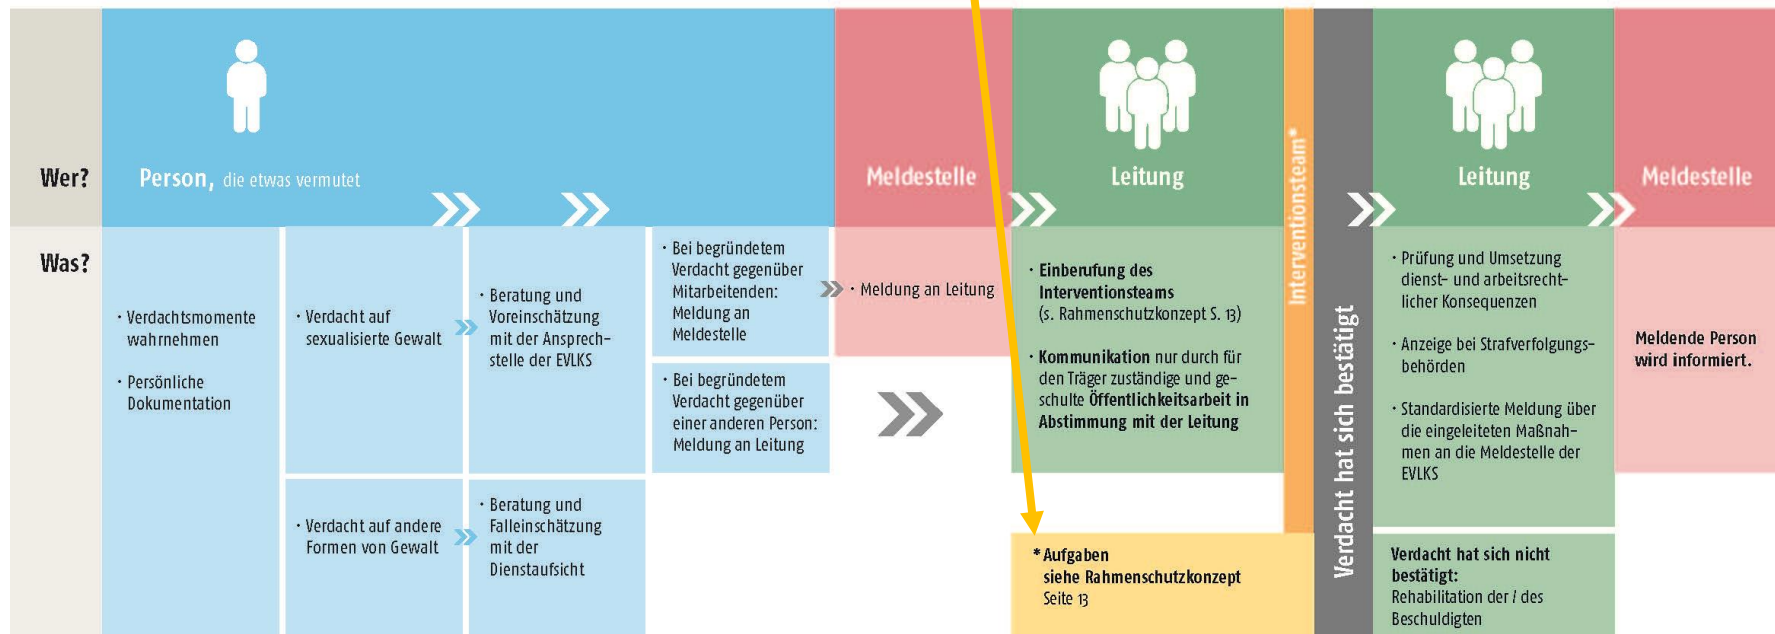 Wer?
Person, die etwas vermutet
Meldestelle
Leitung
Interventionsteam*
Verdacht hat sich bestätigt
Leitung
Meldestelle
Was?
· Verdachtsmomente
wahrnehmen
· Persönliche
Dokumentation
· Verdacht auf
sexualisierte Gewalt
· Verdacht auf andere
Formen von Gewalt
· Beratung und
Voreinschätzung
mit der Ansprech-
stelle der EVLKS
· Beratung und
Falleinschätzung
mit der
Dienstaufsicht
· Bei begründetem
Verdacht gegenüber
Mitarbeitenden:
Meldung an
Meldestelle
· Bei begründetem
Verdacht gegenüber
einer anderen Person:
Meldung an Leitung
· Meldung an Leitung
· Einberufung des
Interventionsteams
(s. Rahmenschutzkonzept S. 13)
· Kommunikation nur durch für
den Träger zuständige und ge-
schulte Öffentlichkeitsarbeit in
Abstimmung mit der Leitung
* Aufgaben
siehe Rahmenschutzkonzept
Seite 13
· Prüfung und Umsetzung
dienst- und arbeitsrecht-
licher Konsequenzen
· Anzeige bei Strafverfolgungs-
behörden
· Standardisierte Meldung über
die eingeleiteten Maßnah-
men an die Meldestelle der
EVLKS
Verdacht hat sich nicht
bestätigt:
Rehabilitation der / des
Beschuldigten
Meldende Person
wird informiert.